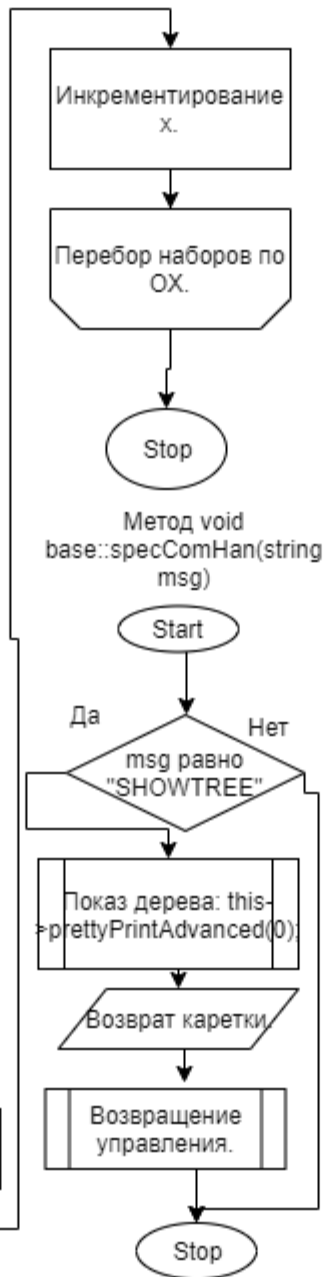 Инкрементирование
x.
Перебор наборов по
OX.
Stop
Метод void
base::specComHan(string
msg)
Start
Да
Нет
msg равно
"SHOWTREE"
Показ дерева: this-
>prettyPrintAdvanced(0);
Возврат каретки.
Возвращение
управления.
Stop